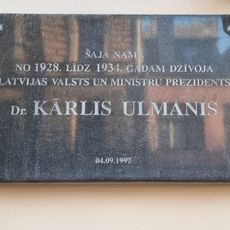 ŠAJĀ NAMĀ
NO 1928. LĪDZ 1934. GADAM DZĪVOJA
LATVIJAS VALSTS UN MINISTRU PREZIDENTS
Dr. KĀRLIS ULMANIS
04.09.1997.